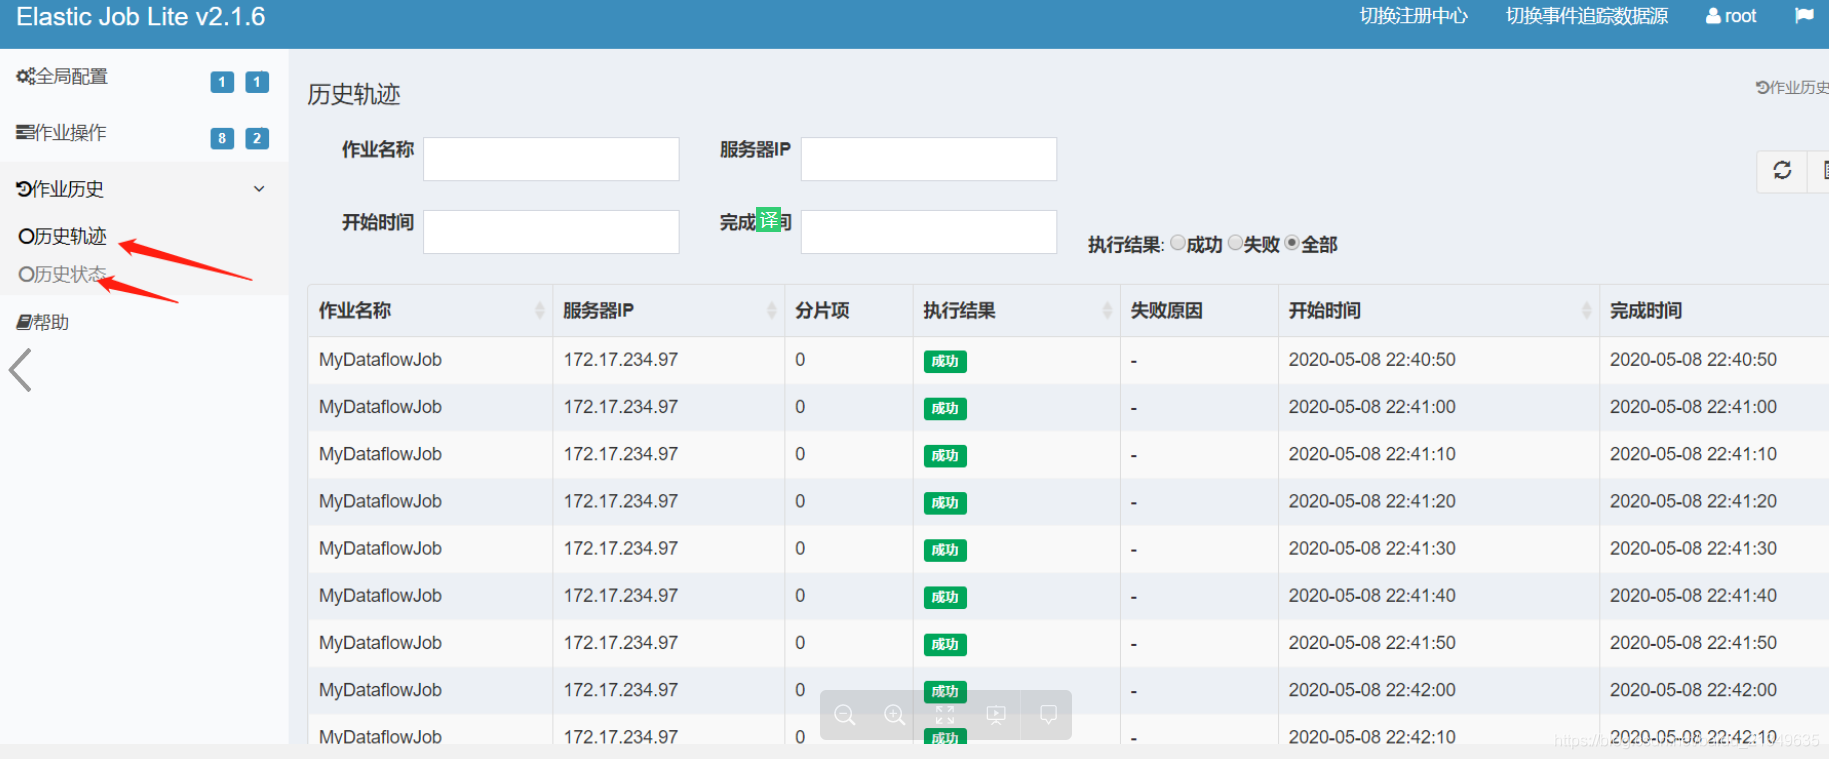 Elastic Job Lite v2.1.6 切换注册中心 切换事件追踪数据源 root
全局配置 1 1
作业操作 8 2
作业历史
历史轨迹
历史状态
帮助
历史轨迹 作业历史
作业名称 服务器IP
开始时间 完成 译 间
执行结果: 成功 失败 全部
作业名称 服务器IP 分片项 执行结果 失败原因 开始时间 完成时间
MyDataflowJob 172.17.234.97 0 成功 - 2020-05-08 22:40:50 2020-05-08 22:40:50
MyDataflowJob 172.17.234.97 0 成功 - 2020-05-08 22:41:00 2020-05-08 22:41:00
MyDataflowJob 172.17.234.97 0 成功 - 2020-05-08 22:41:10 2020-05-08 22:41:10
MyDataflowJob 172.17.234.97 0 成功 - 2020-05-08 22:41:20 2020-05-08 22:41:20
MyDataflowJob 172.17.234.97 0 成功 - 2020-05-08 22:41:30 2020-05-08 22:41:30
MyDataflowJob 172.17.234.97 0 成功 - 2020-05-08 22:41:40 2020-05-08 22:41:40
MyDataflowJob 172.17.234.97 0 成功 - 2020-05-08 22:41:50 2020-05-08 22:41:50
MyDataflowJob 172.17.234.97 0 成功 - 2020-05-08 22:42:00 2020-05-08 22:42:00
MyDataflowJob 172.17.234.97 0 成功 - 2020-05-08 22:42:10 2020-05-08 22:42:10